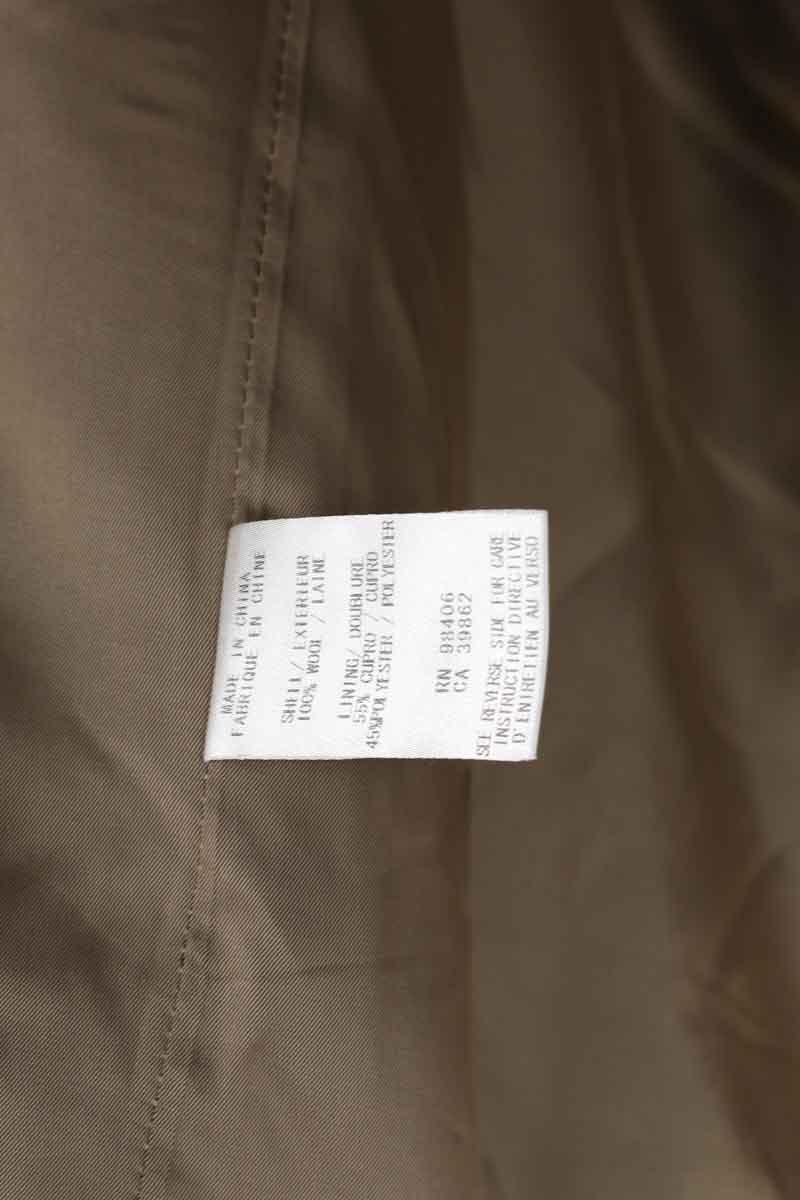 MADE IN CHINA
FABRIQUE EN CHINE
SHELL/ EXTERIEUR
100% WOOL / LAINE
LINING/ DOUBLURE
55% CUPRO / CUPRO
45%POLYESTER / POLYESTER
RN 98406
CA 39862
SEE REVERSE SIDE FOR CARE
INSTRUCTION DIRECTIVE
D'ENTRETIEN AU VERSO